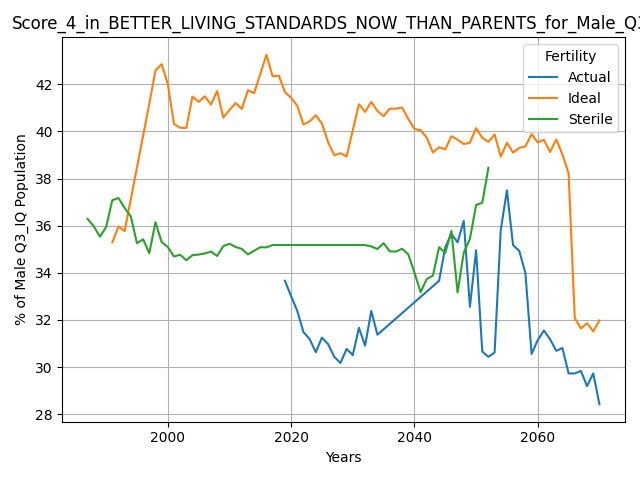 Score_4_in_BETTER_LIVING_STANDARDS_NOW_THAN_PARENTS_for_Male_Q3
Fertility
Actual
Ideal
Sterile
% of Male Q3_IQ Population
42
40
38
36
34
32
30
28
2000 2020 2040 2060
Years